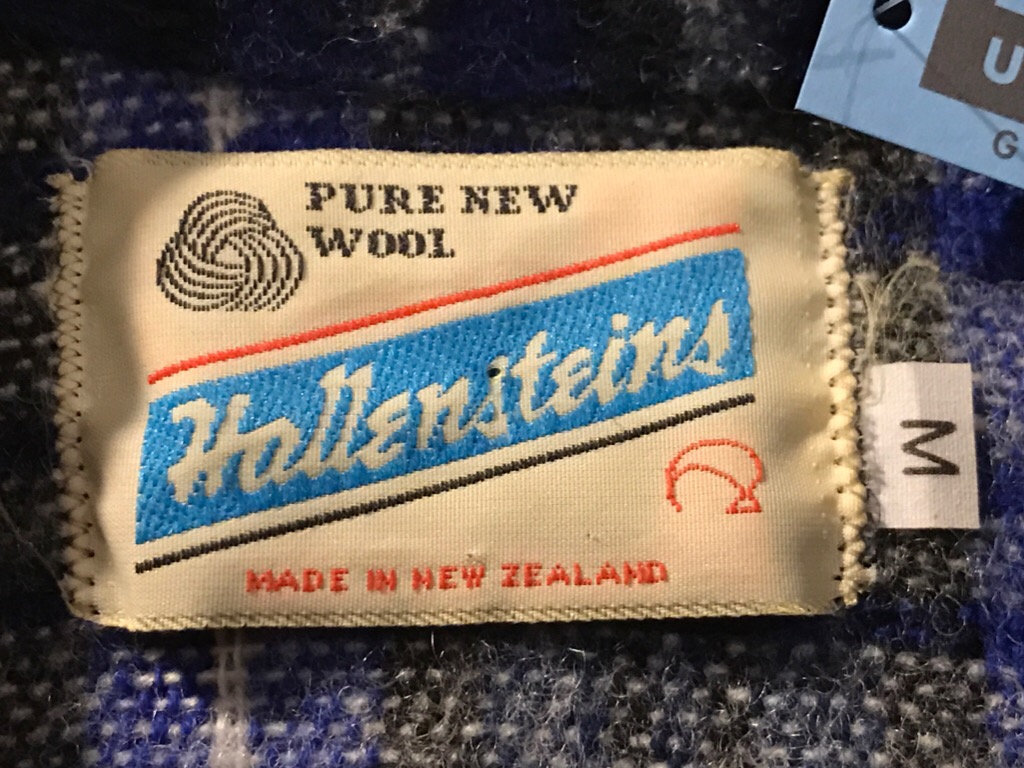 PURE NEW
WOOL
Hallensteins
MADE IN NEW ZEALAND
M